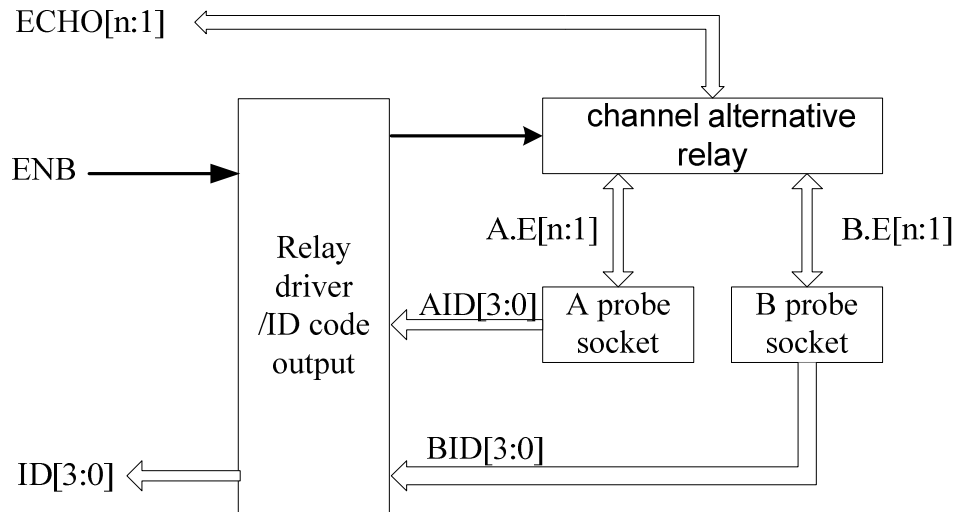 ECHO[n:1]
channel alternative
relay
ENB
A.E[n:1]
B.E[n:1]
Relay
driver
/ID code
output
AID[3:0]
A probe
socket
B probe
socket
BID[3:0]
ID[3:0]